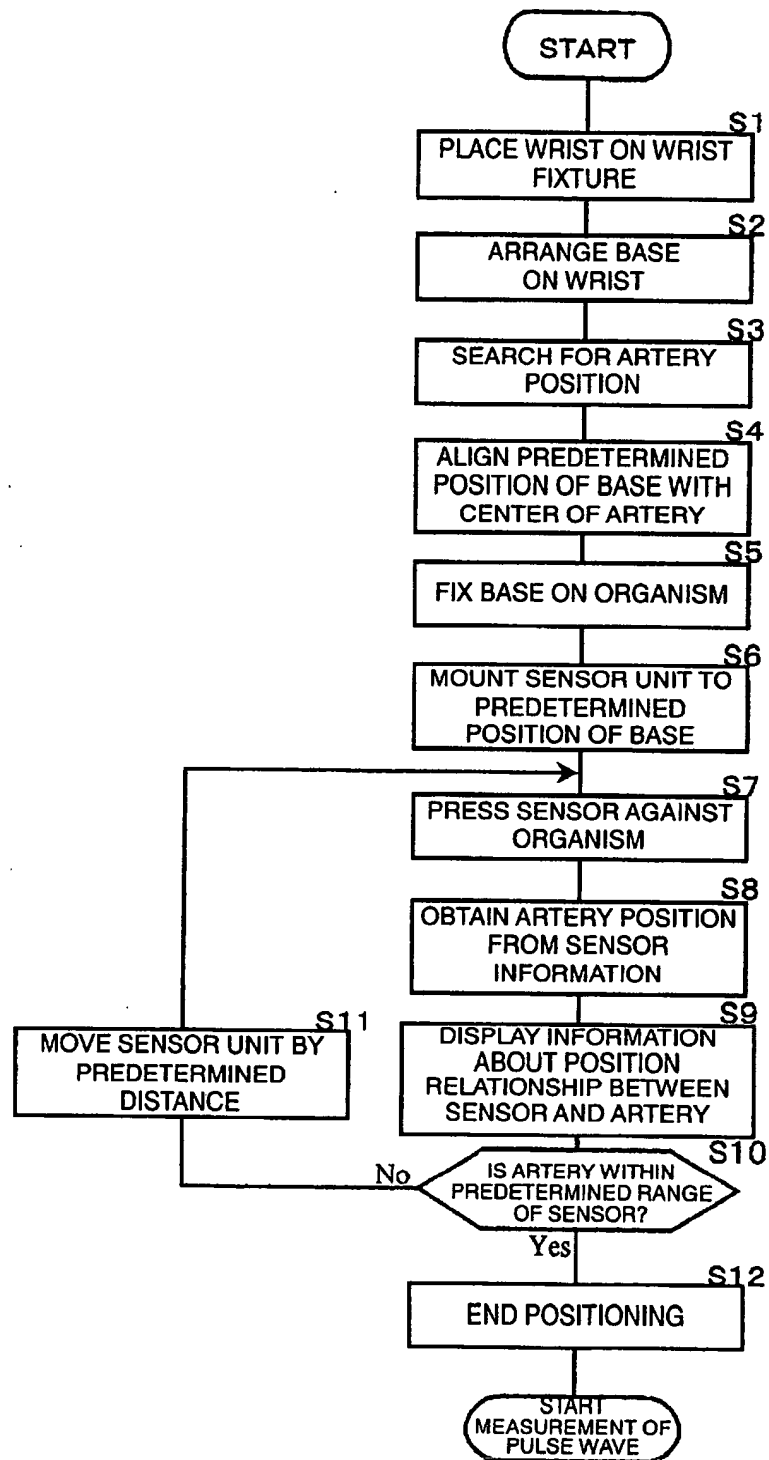 START
S1
PLACE WRIST ON WRIST
FIXTURE
S2
ARRANGE BASE
ON WRIST
S3
SEARCH FOR ARTERY
POSITION
S4
ALIGN PREDETERMINED
POSITION OF BASE WITH
CENTER OF ARTERY
S5
FIX BASE ON ORGANISM
S6
MOUNT SENSOR UNIT TO
PREDETERMINED
POSITION OF BASE
S7
PRESS SENSOR AGAINST
ORGANISM
S8
OBTAIN ARTERY POSITION
FROM SENSOR
INFORMATION
S9
DISPLAY INFORMATION
ABOUT POSITION
RELATIONSHIP BETWEEN
SENSOR AND ARTERY
S10
IS ARTERY WITHIN
PREDETERMINED RANGE
OF SENSOR?
No
S11
MOVE SENSOR UNIT BY
PREDETERMINED
DISTANCE
Yes
S12
END POSITIONING
START
MEASUREMENT OF
PULSE WAVE